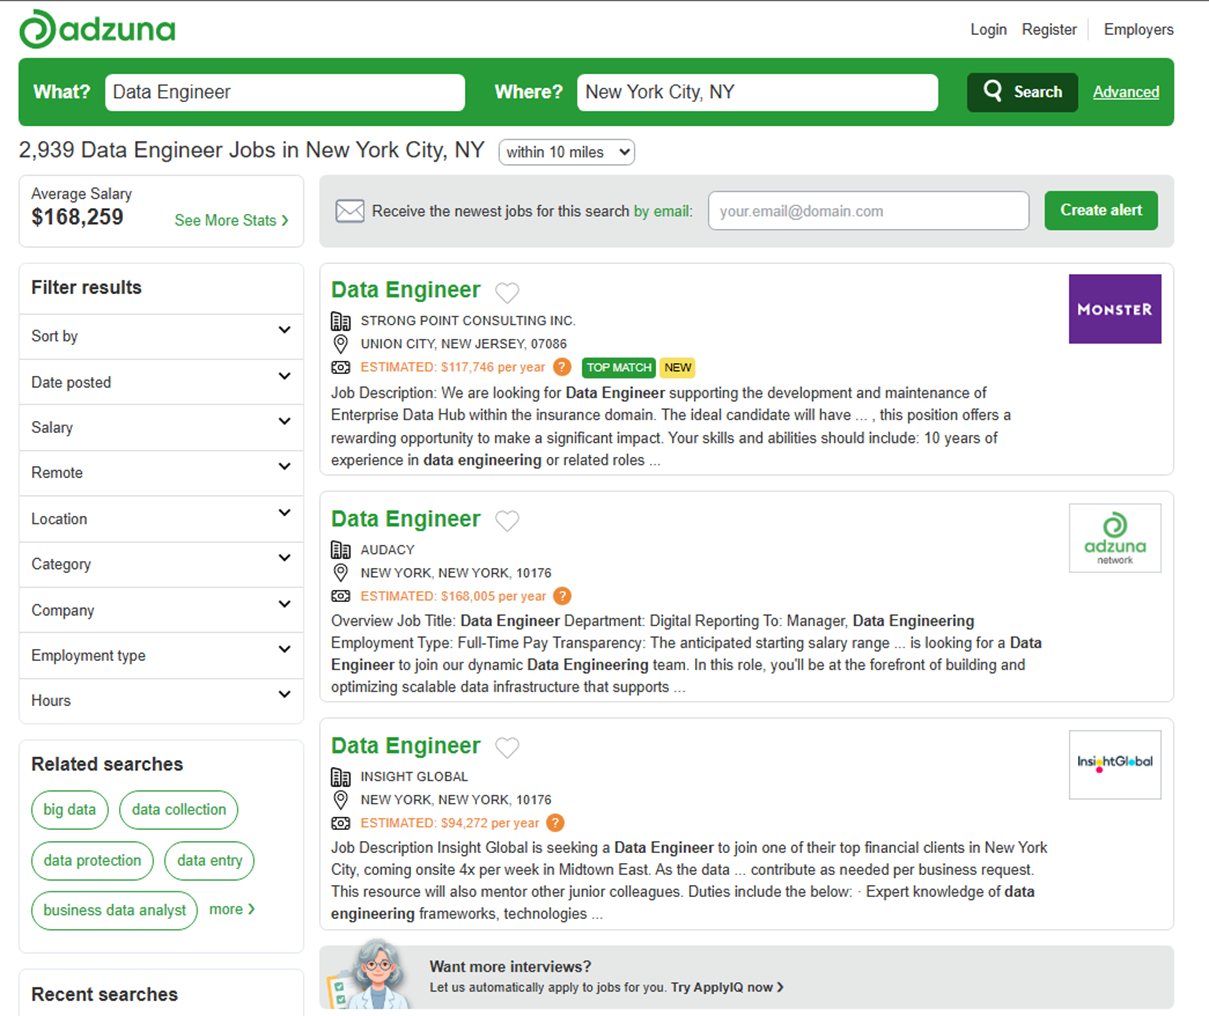 adzuna
Login Register Employers
What? Data Engineer Where? New York City, NY Search Advanced
2,939 Data Engineer Jobs in New York City, NY within 10 miles
Average Salary
$168,259 See More Stats
Receive the newest jobs for this search by email: your.email@domain.com Create alert
Filter results
Sort by
Date posted
Salary
Remote
Location
Category
Company
Employment type
Hours
Related searches
big data data collection
data protection data entry
business data analyst more
Recent searches
Data Engineer
MONSTER
STRONG POINT CONSULTING INC.
UNION CITY, NEW JERSEY, 07086
ESTIMATED: $117,746 per year ? TOP MATCH NEW
Job Description: We are looking for Data Engineer supporting the development and maintenance of
Enterprise Data Hub within the insurance domain. The ideal candidate will have ... , this position offers a
rewarding opportunity to make a significant impact. Your skills and abilities should include: 10 years of
experience in data engineering or related roles ...
Data Engineer
adzuna
network
AUDACY
NEW YORK, NEW YORK, 10176
ESTIMATED: $168,005 per year ?
Overview Job Title: Data Engineer Department: Digital Reporting To: Manager, Data Engineering
Employment Type: Full-Time Pay Transparency: The anticipated starting salary range ... is looking for a Data
Engineer to join our dynamic Data Engineering team. In this role, you'll be at the forefront of building and
optimizing scalable data infrastructure that supports ...
Data Engineer
InsightGlobal
INSIGHT GLOBAL
NEW YORK, NEW YORK, 10176
ESTIMATED: $94,272 per year ?
Job Description Insight Global is seeking a Data Engineer to join one of their top financial clients in New York
City, coming onsite 4x per week in Midtown East. As the data ... contribute as needed per business request.
This resource will also mentor other junior colleagues. Duties include the below: · Expert knowledge of data
engineering frameworks, technologies ...
Want more interviews?
Let us automatically apply to jobs for you. Try ApplyIQ now